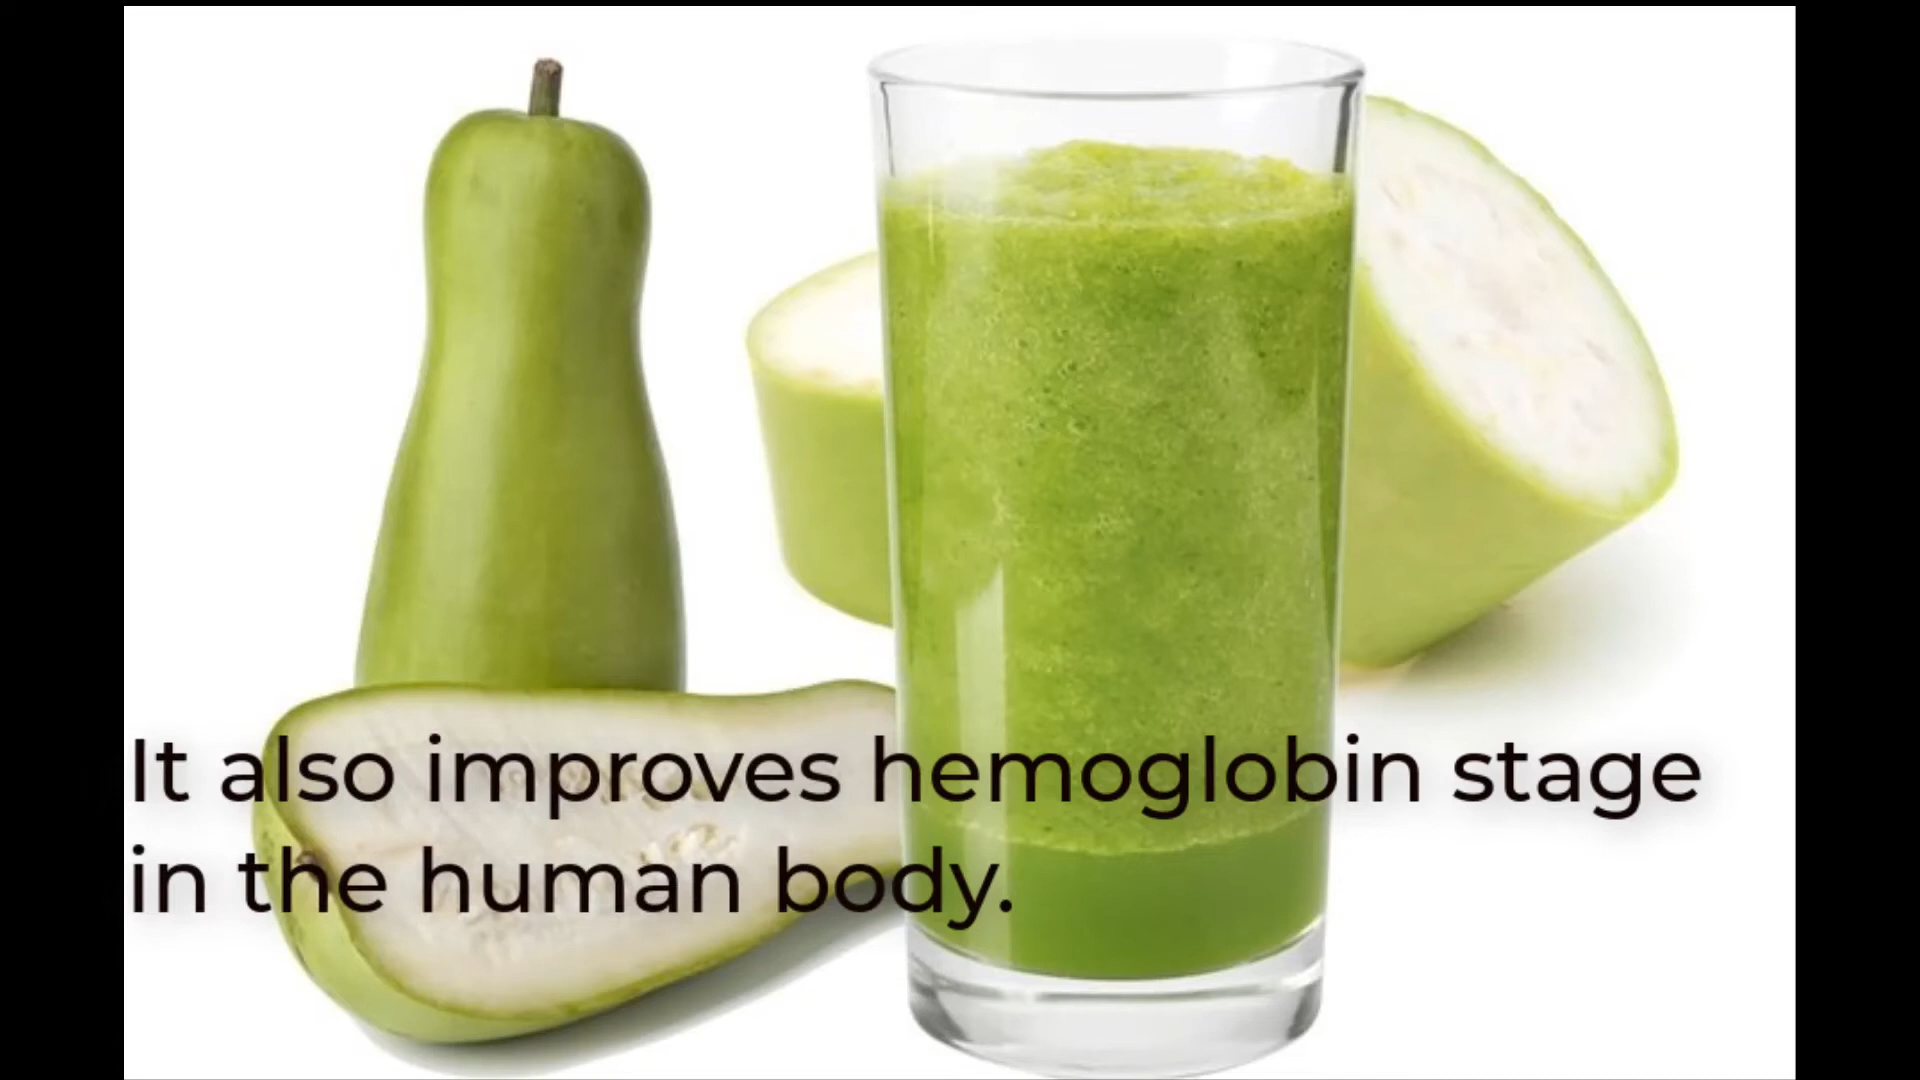 It also improves hemoglobin stage
in the human body.